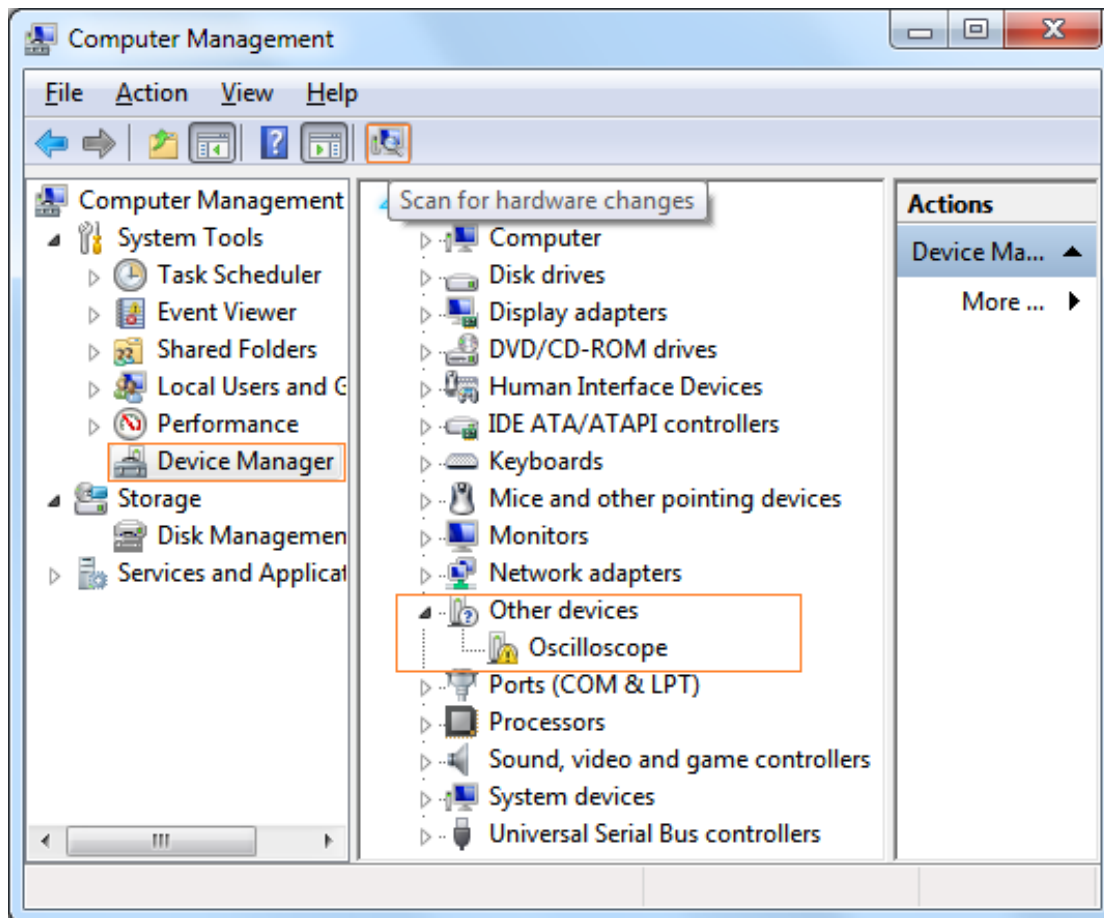 Computer Management
File Action View Help
Computer Management
System Tools
Task Scheduler
Event Viewer
Shared Folders
Local Users and G
Performance
Device Manager
Storage
Disk Managemen
Services and Applicat
Scan for hardware changes
Computer
Disk drives
Display adapters
DVD/CD-ROM drives
Human Interface Devices
IDE ATA/ATAPI controllers
Keyboards
Mice and other pointing devices
Monitors
Network adapters
Other devices
Oscilloscope
Ports (COM & LPT)
Processors
Sound, video and game controllers
System devices
Universal Serial Bus controllers
Actions
Device Ma...
More ...